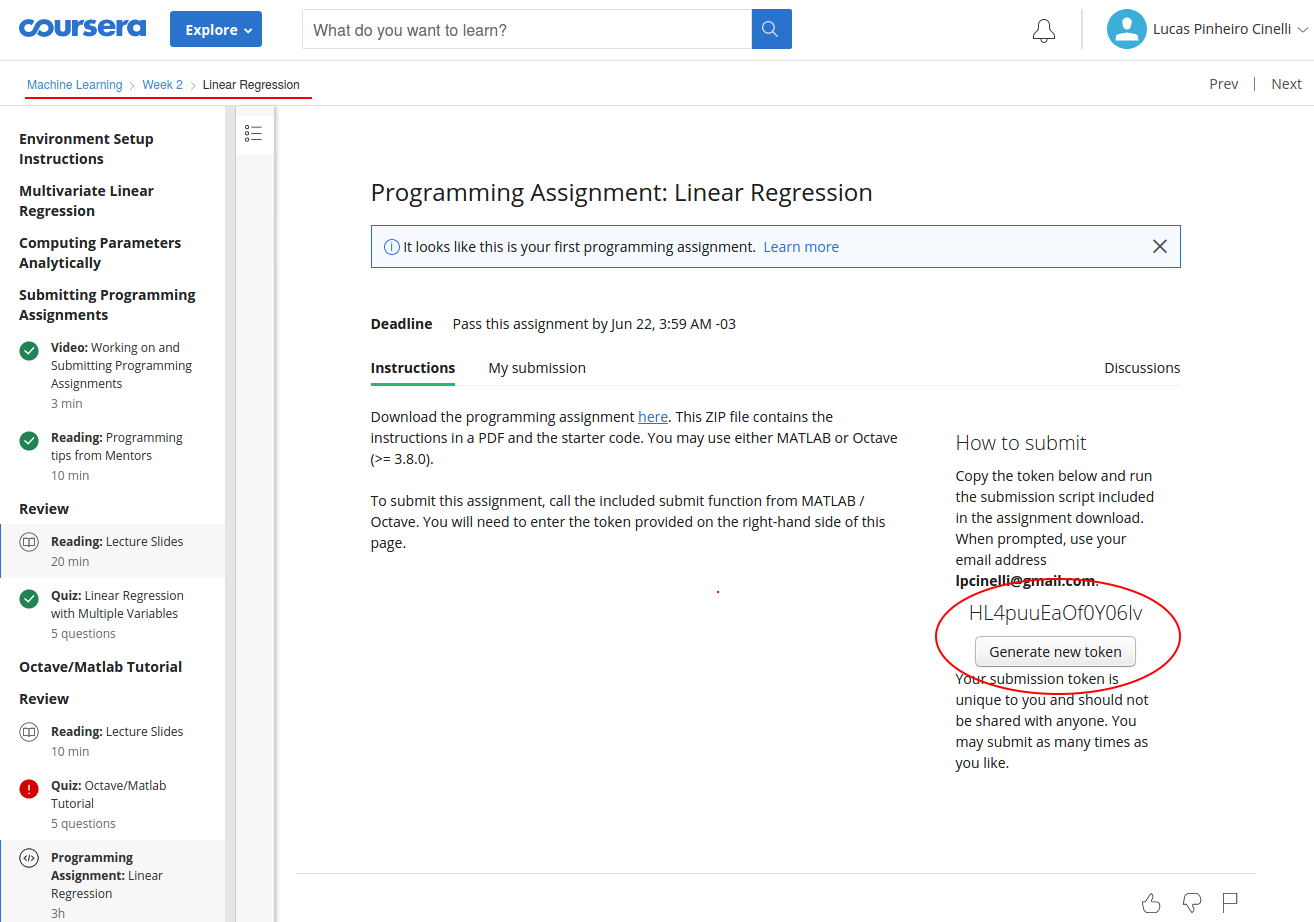 coursera
Explore
What do you want to learn?
Lucas Pinheiro Cinelli
Machine Learning > Week 2 > Linear Regression
Prev | Next
Environment Setup
Instructions
Multivariate Linear
Regression
Computing Parameters
Analytically
Submitting Programming
Assignments
Video: Working on and
Submitting Programming
Assignments
3 min
Reading: Programming
tips from Mentors
10 min
Review
Reading: Lecture Slides
20 min
Quiz: Linear Regression
with Multiple Variables
5 questions
Octave/Matlab Tutorial
Review
Reading: Lecture Slides
10 min
Quiz: Octave/Matlab
Tutorial
5 questions
Programming
Assignment: Linear
Regression
3h
Programming Assignment: Linear Regression
It looks like this is your first programming assignment. Learn more
Deadline Pass this assignment by Jun 22, 3:59 AM -03
Instructions My submission Discussions
Download the programming assignment here. This ZIP file contains the
instructions in a PDF and the starter code. You may use either MATLAB or Octave
(>= 3.8.0).
To submit this assignment, call the included submit function from MATLAB /
Octave. You will need to enter the token provided on the right-hand side of this
page.
How to submit
Copy the token below and run
the submission script included
in the assignment download.
When prompted, use your
email address
lpcinelli@gmail.com.
HL4puuEaOf0Y06lv
Generate new token
Your submission token is
unique to you and should not
be shared with anyone. You
may submit as many times as
you like.